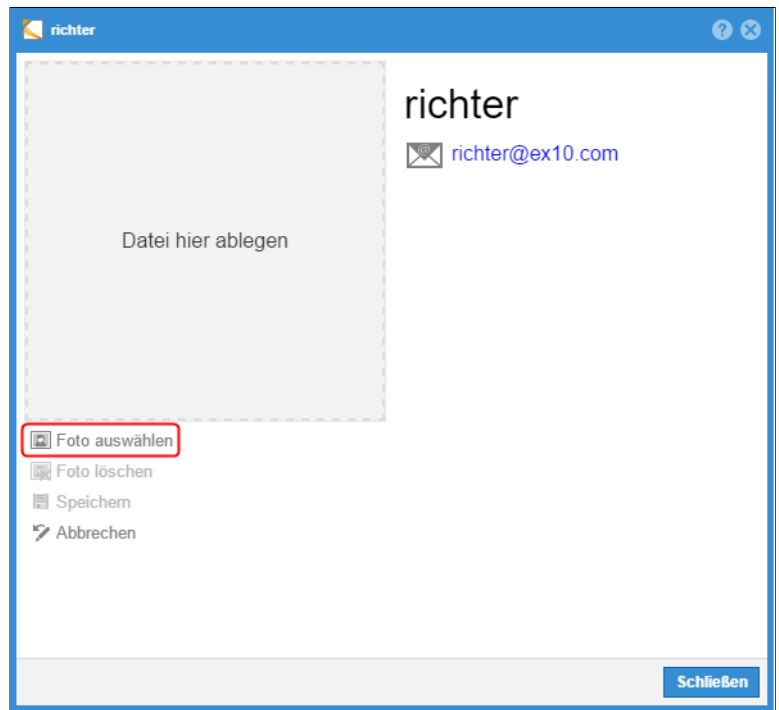 richter
Datei hier ablegen
richter
richter@ex10.com
Foto auswählen
Foto löschen
Speichern
Abbrechen
Schließen